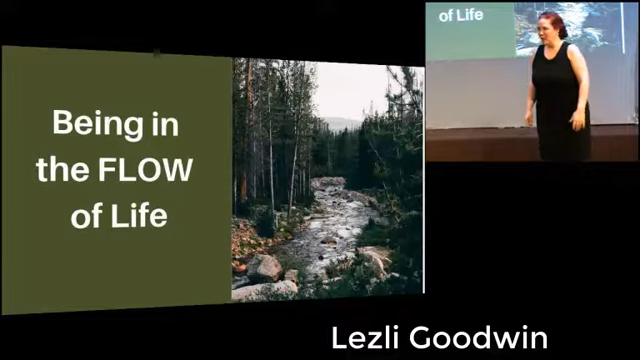 Being in
the FLOW
of Life
of Life
Lezli Goodwin